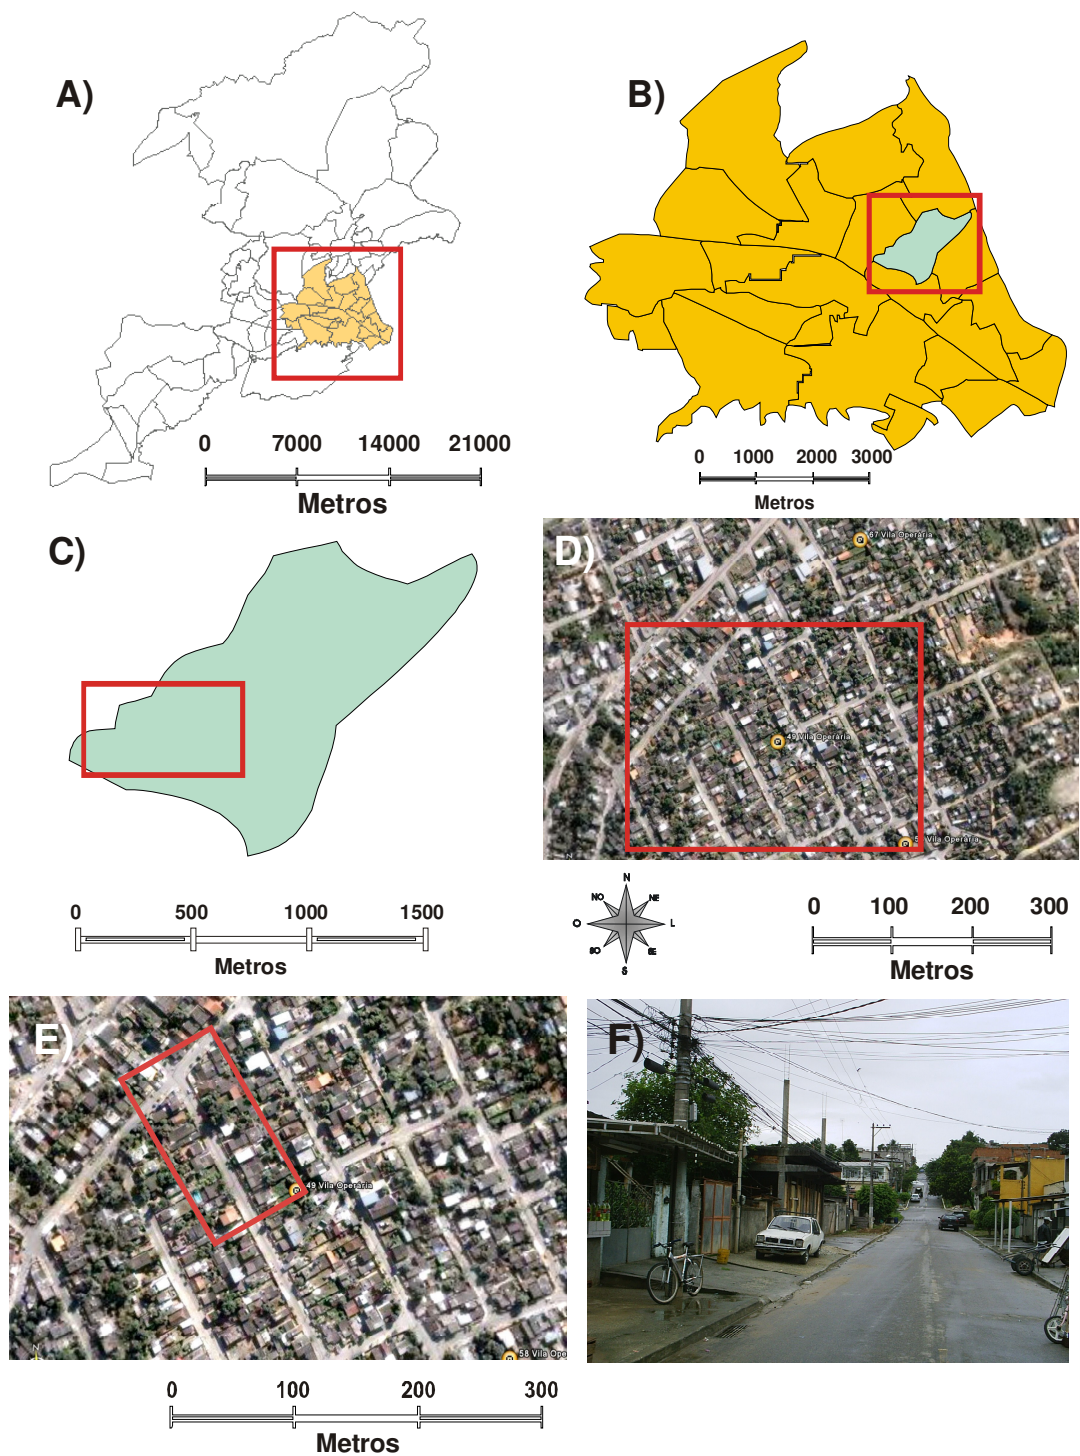 A)
B)
0 7000 14000 21000
Metros
0 1000 2000 3000
Metros
C)
D)
67 Vila Operária
49 Vila Operária
Vila Operária
0 500 1000 1500
Metros
N
NO NE
O L
SO SE
S
0 100 200 300
Metros
E)
49 Vila Operária
58 Vila Ope
N
0 100 200 300
Metros
F)